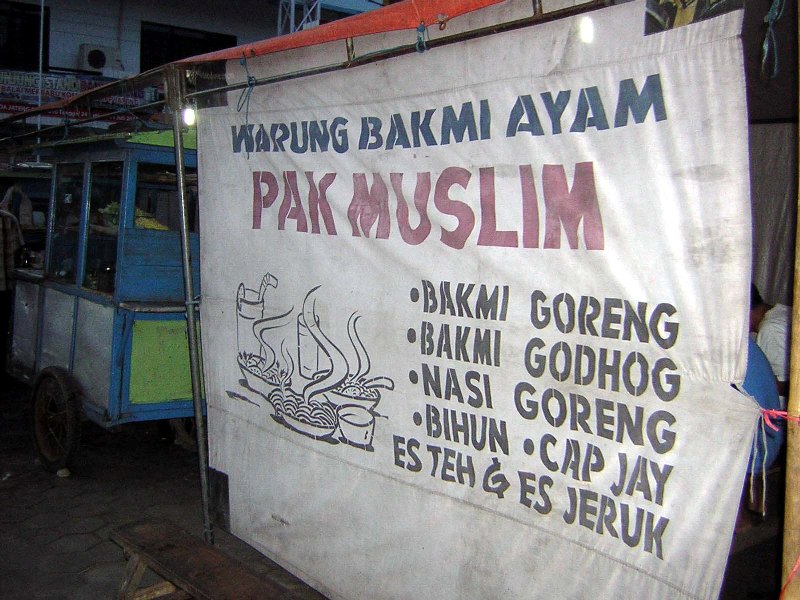 WARUNG BAKMI AYAM
PAK MUSLIM
•BAKMI GORENG
•BAKMI GODHOG
•NASI GORENG
•BIHUN •CAP JAY
ES TEH & ES JERUK